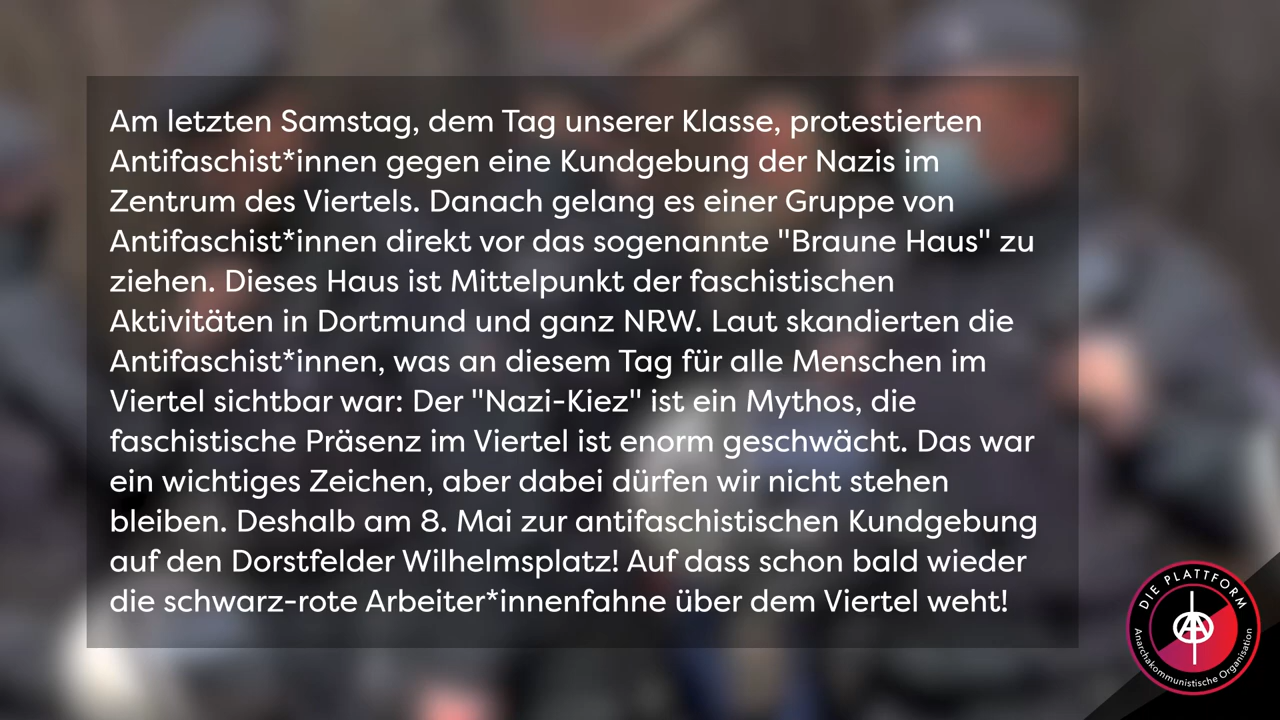 Am letzten Samstag, dem Tag unserer Klasse, protestierten
Antifaschist*innen gegen eine Kundgebung der Nazis im
Zentrum des Viertels. Danach gelang es einer Gruppe von
Antifaschist*innen direkt vor das sogenannte "Braune Haus" zu
ziehen. Dieses Haus ist Mittelpunkt der faschistischen
Aktivitäten in Dortmund und ganz NRW. Laut skandierten die
Antifaschist*innen, was an diesem Tag für alle Menschen im
Viertel sichtbar war: Der "Nazi-Kiez" ist ein Mythos, die
faschistische Präsenz im Viertel ist enorm geschwächt. Das war
ein wichtiges Zeichen, aber dabei dürfen wir nicht stehen
bleiben. Deshalb am 8. Mai zur antifaschistischen Kundgebung
auf den Dorstfelder Wilhelmsplatz! Auf dass schon bald wieder
die schwarz-rote Arbeiter*innenfahne über dem Viertel weht!
DIE PLATTFORM
Anarchakommunistische Organisation